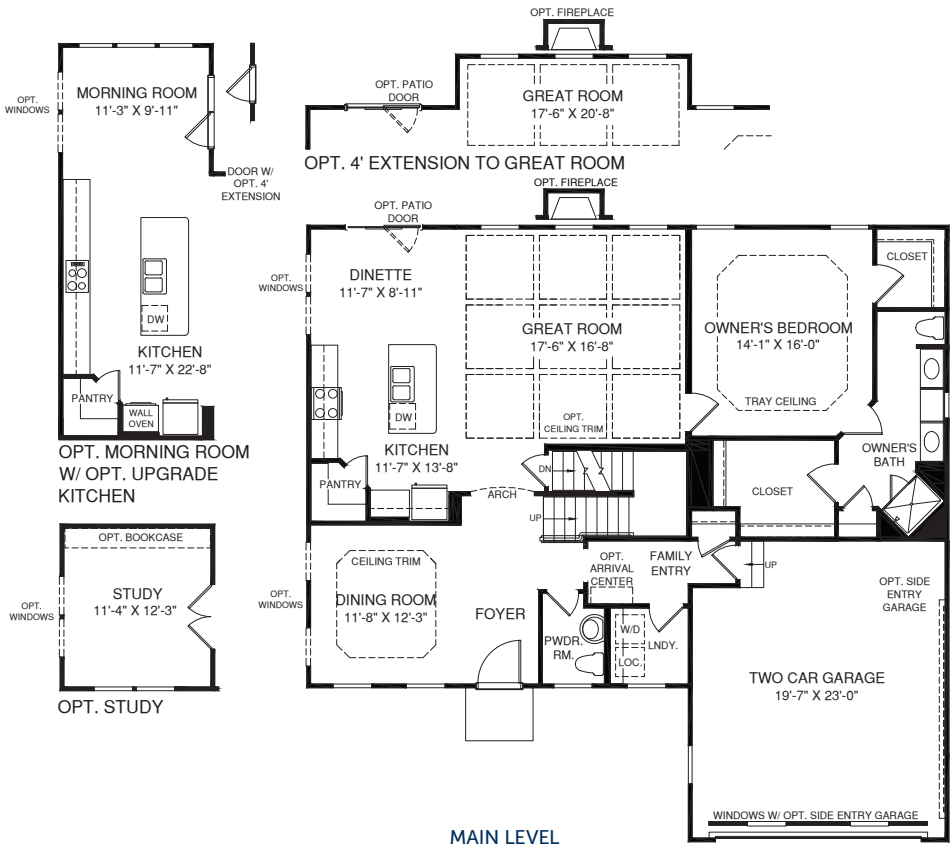 OPT. FIREPLACE
MORNING ROOM
11'-3" X 9'-11"
OPT.
WINDOWS
DOOR W/
OPT. 4'
EXTENSION
DW
KITCHEN
11'-7" X 22'-8"
PANTRY
WALL
OVEN
OPT. MORNING ROOM
W/ OPT. UPGRADE
KITCHEN
OPT. PATIO
DOOR
GREAT ROOM
17'-6" X 20'-8"
OPT. 4' EXTENSION TO GREAT ROOM
OPT. FIREPLACE
OPT. PATIO
DOOR
OPT.
WINDOWS
DINETTE
11'-7" X 8'-11"
GREAT ROOM
17'-6" X 16'-8"
OPT.
CEILING TRIM
OWNER'S BEDROOM
14'-1" X 16'-0"
TRAY CEILING
CLOSET
DW
KITCHEN
11'-7" X 13'-8"
PANTRY
ARCH
DN
UP
CLOSET
OWNER'S
BATH
OPT. BOOKCASE
STUDY
11'-4" X 12'-3"
OPT.
WINDOWS
OPT. STUDY
OPT.
WINDOWS
CEILING TRIM
DINING ROOM
11'-8" X 12'-3"
FOYER
OPT.
ARRIVAL
CENTER
FAMILY
ENTRY
UP
PWDR.
RM.
W/D
LOC.
LNDY.
OPT. SIDE
ENTRY
GARAGE
TWO CAR GARAGE
19'-7" X 23'-0"
WINDOWS W/ OPT. SIDE ENTRY GARAGE
MAIN LEVEL